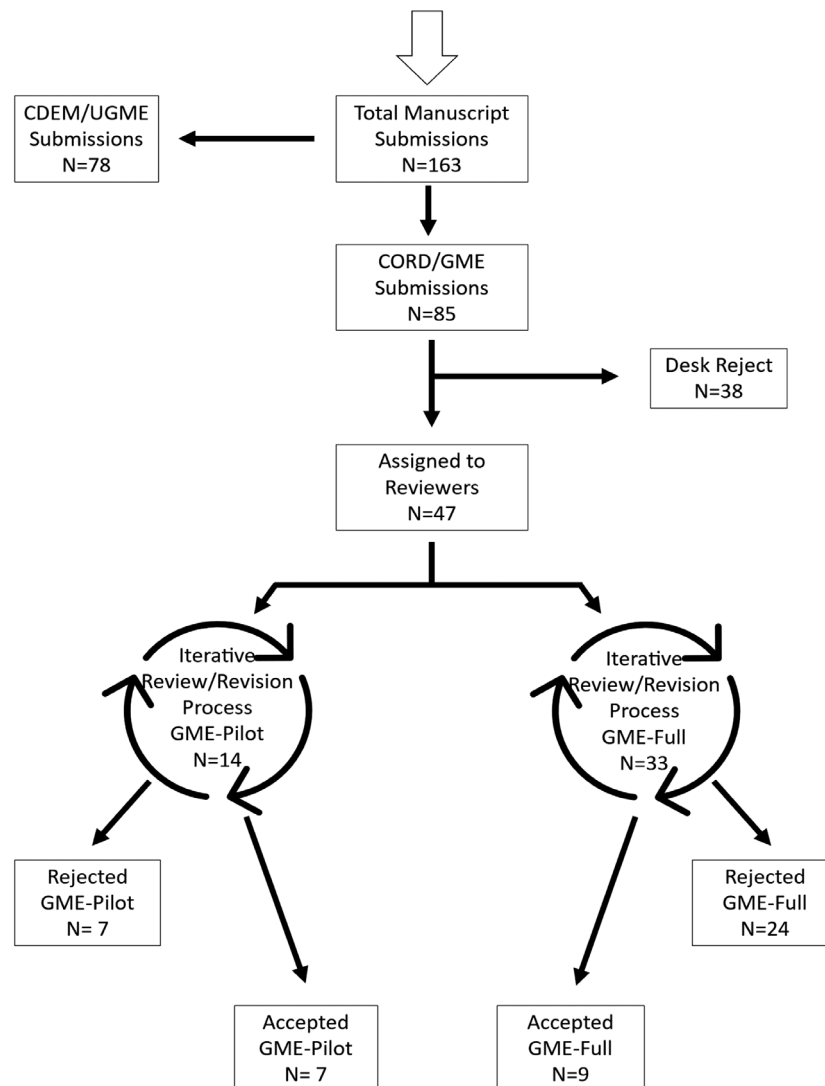 CDEM/UGME
Submissions
N=78
Total Manuscript
Submissions
N=163
CORD/GME
Submissions
N=85
Desk Reject
N=38
Assigned to
Reviewers
N=47
Iterative
Review/Revision
Process
GME-Pilot
N=14
Iterative
Review/Revision
Process
GME-Full
N=33
Rejected
GME-Pilot
N= 7
Rejected
GME-Full
N=24
Accepted
GME-Pilot
N= 7
Accepted
GME-Full
N=9